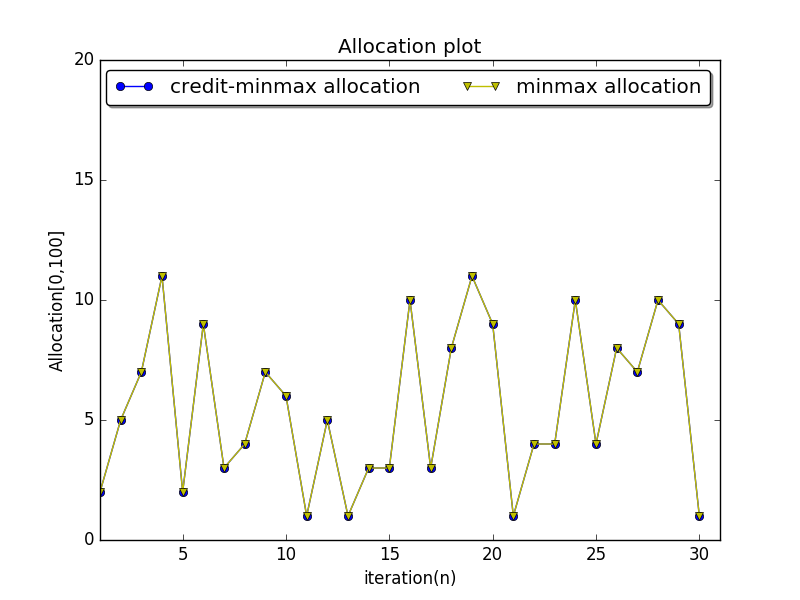 Allocation plot
credit-minmax allocation
minmax allocation
Allocation[0,100]
20
15
10
5
0
5
10
15
20
25
30
iteration(n)